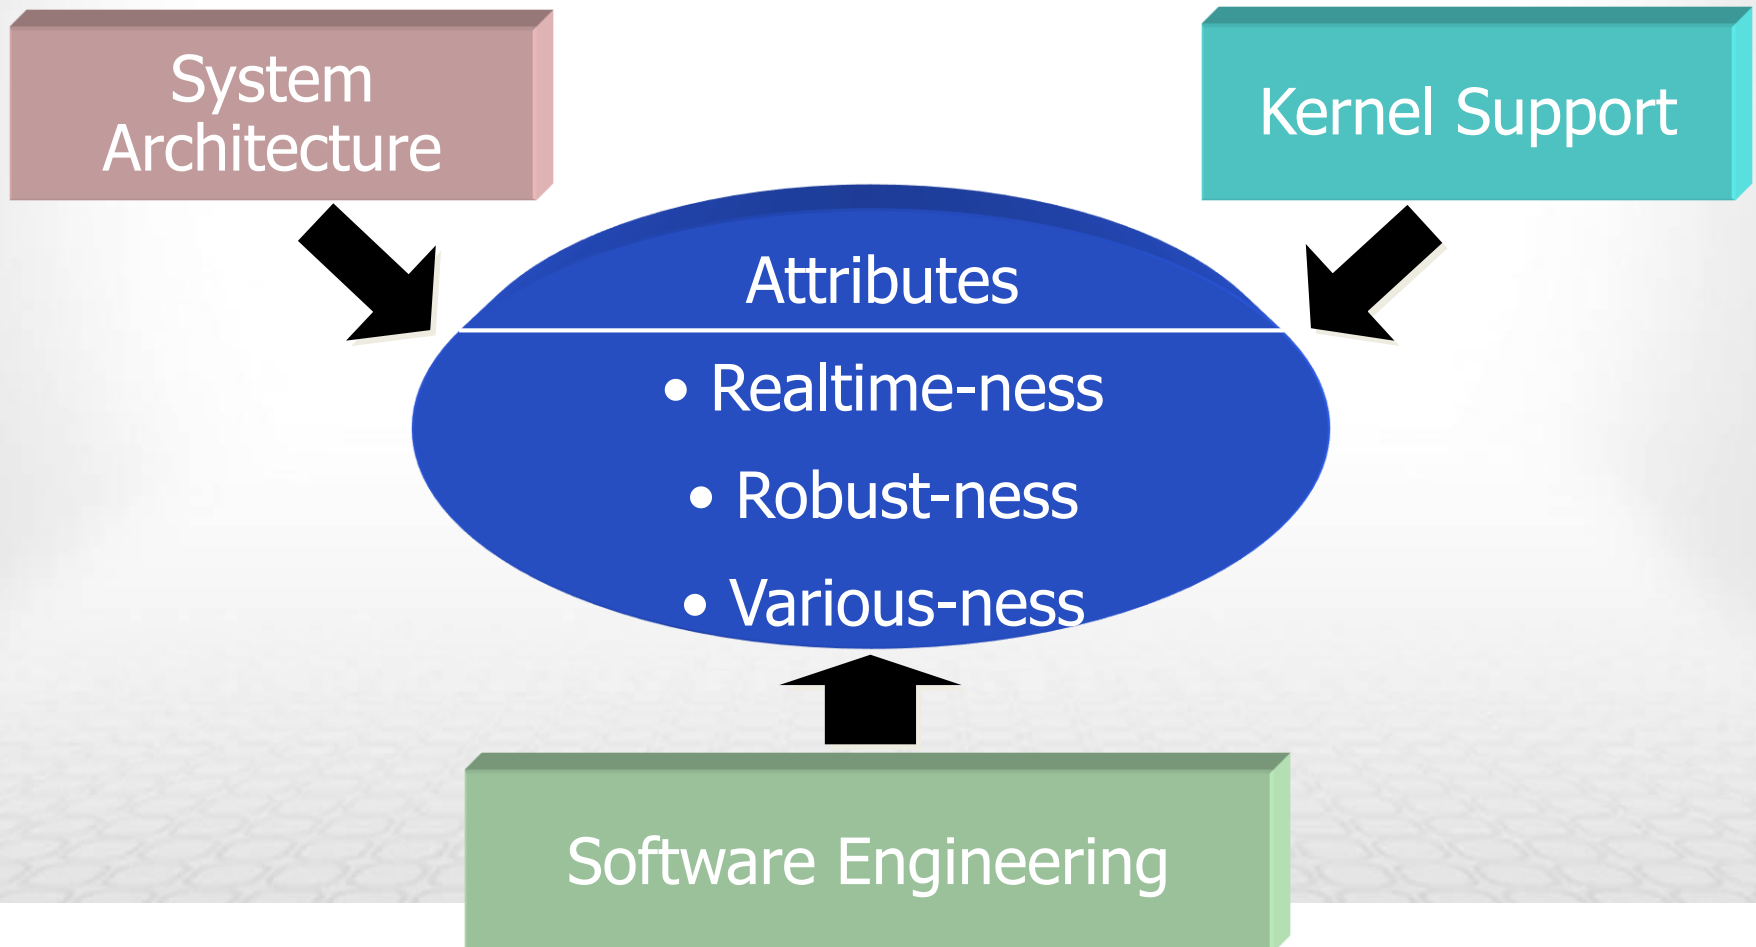 System
Architecture
Kernel Support
Attributes
• Realtime-ness
• Robust-ness
• Various-ness
Software Engineering